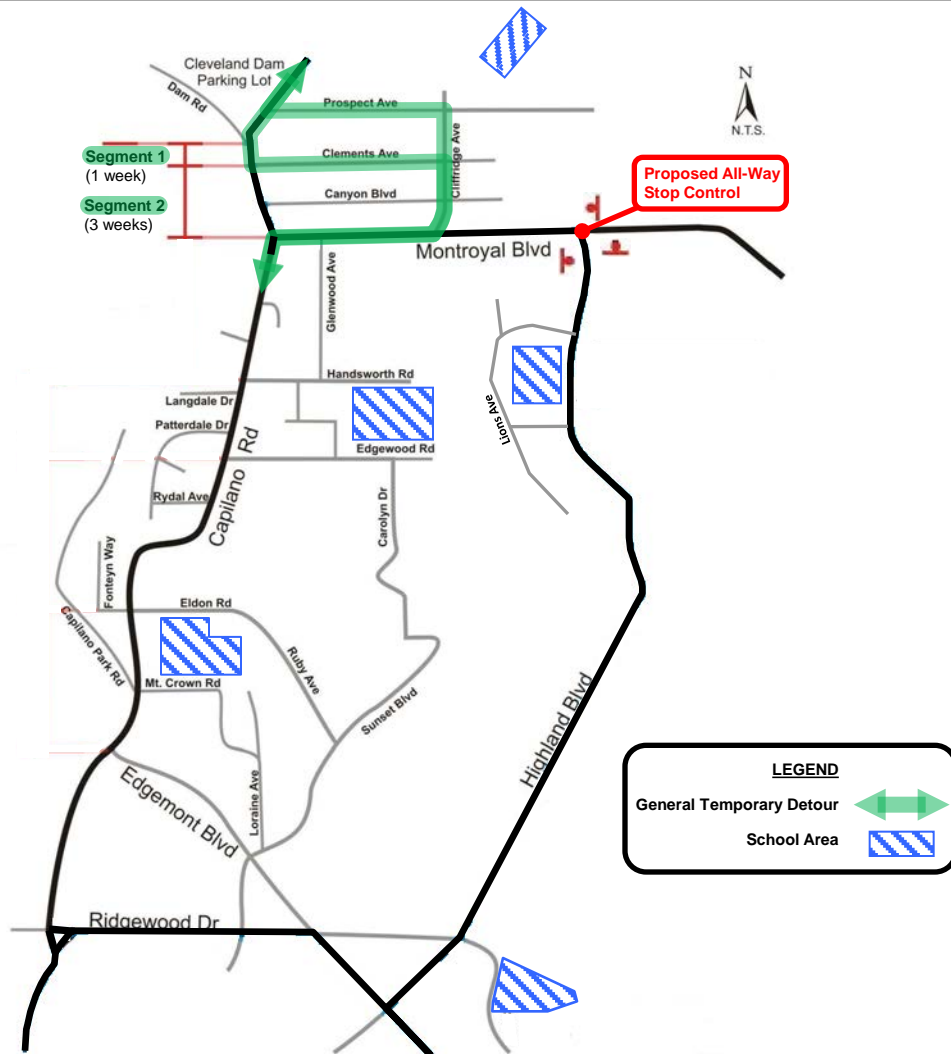 Cleveland Dam
Parking Lot
Dam Rd
Prospect Ave
N
N.T.S.
Segment 1
(1 week)
Clements Ave
Cliffridge Ave
Proposed All-Way
Stop Control
Segment 2
(3 weeks)
Canyon Blvd
Montroyal Blvd
Glenwood Ave
Handsworth Rd
Langdale Dr
Lions Ave
Patterdale Dr
Capilano Rd
Edgewood Rd
Rydal Ave
Carolyn Dr
Fonteyn Way
Eldon Rd
Capilano Park Rd
Ruby Ave
Mt. Crown Rd
Sunset Blvd
Highland Blvd
Edgemont Blvd
Loraine Ave
LEGEND
General Temporary Detour
School Area
Ridgewood Dr